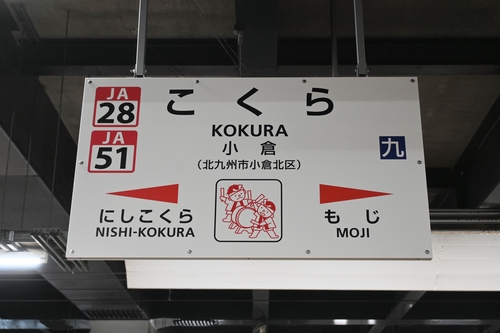 JA
28
こくら
KOKURA
JA
51
小倉
九
(北九州市小倉北区)
にしこくら
もじ
NISHI-KOKURA
MOJI